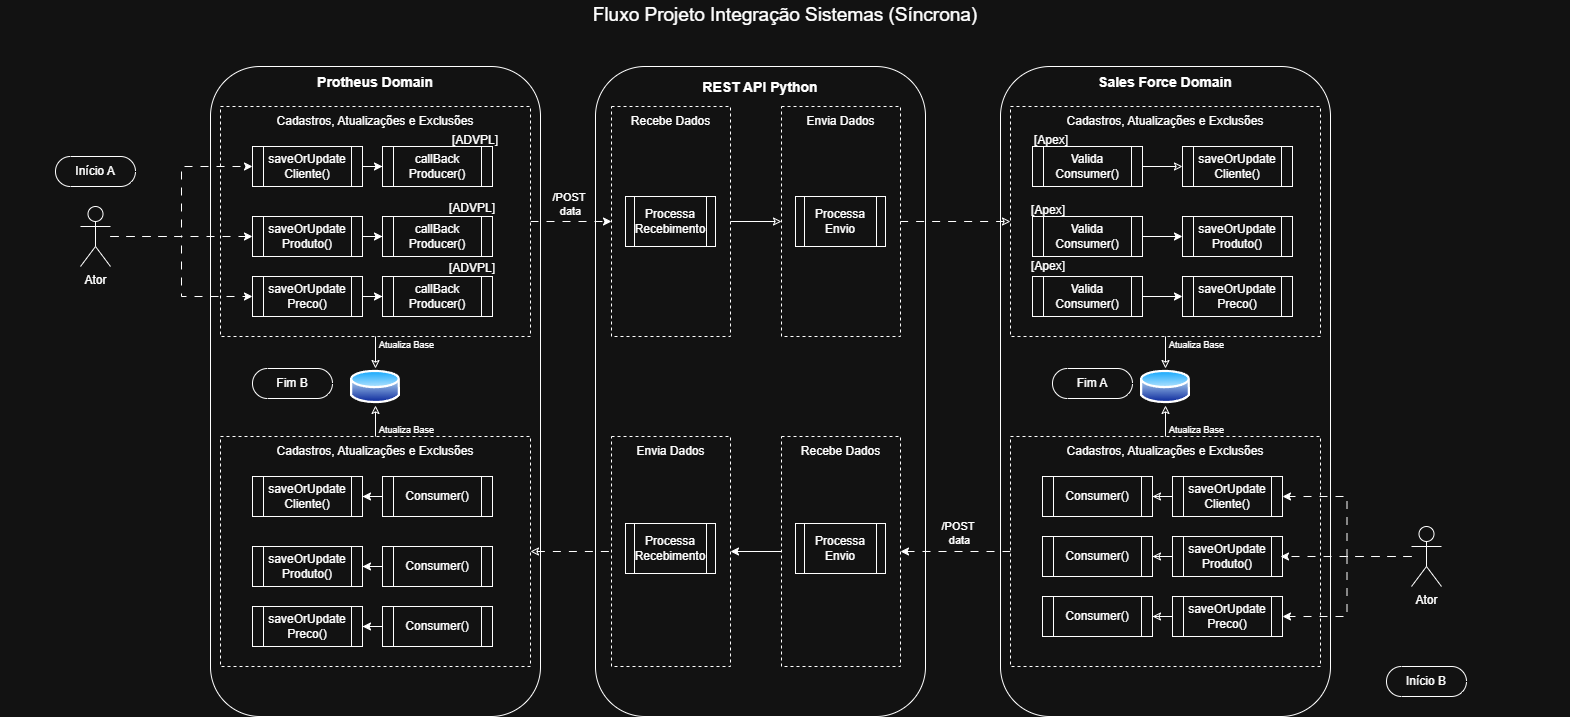 Fluxo Projeto Integração Sistemas (Síncrona)
Início A
Ator
Protheus Domain
Cadastros, Atualizações e Exclusões
[ADVPL]
saveOrUpdate
Cliente()
callBack
Producer()
[ADVPL]
saveOrUpdate
Produto()
callBack
Producer()
[ADVPL]
saveOrUpdate
Preco()
callBack
Producer()
Atualiza Base
Fim B
Atualiza Base
Cadastros, Atualizações e Exclusões
saveOrUpdate
Cliente()
Consumer()
saveOrUpdate
Produto()
Consumer()
saveOrUpdate
Preco()
Consumer()
/POST
data
REST API Python
Recebe Dados
Processa
Recebimento
Envia Dados
Processa
Envio
Envia Dados
Processa
Recebimento
Recebe Dados
Processa
Envio
/POST
data
Sales Force Domain
Cadastros, Atualizações e Exclusões
[Apex]
Valida
Consumer()
saveOrUpdate
Cliente()
[Apex]
Valida
Consumer()
saveOrUpdate
Produto()
[Apex]
Valida
Consumer()
saveOrUpdate
Preco()
Atualiza Base
Fim A
Atualiza Base
Cadastros, Atualizações e Exclusões
Consumer()
saveOrUpdate
Cliente()
Consumer()
saveOrUpdate
Produto()
Consumer()
saveOrUpdate
Preco()
Ator
Início B